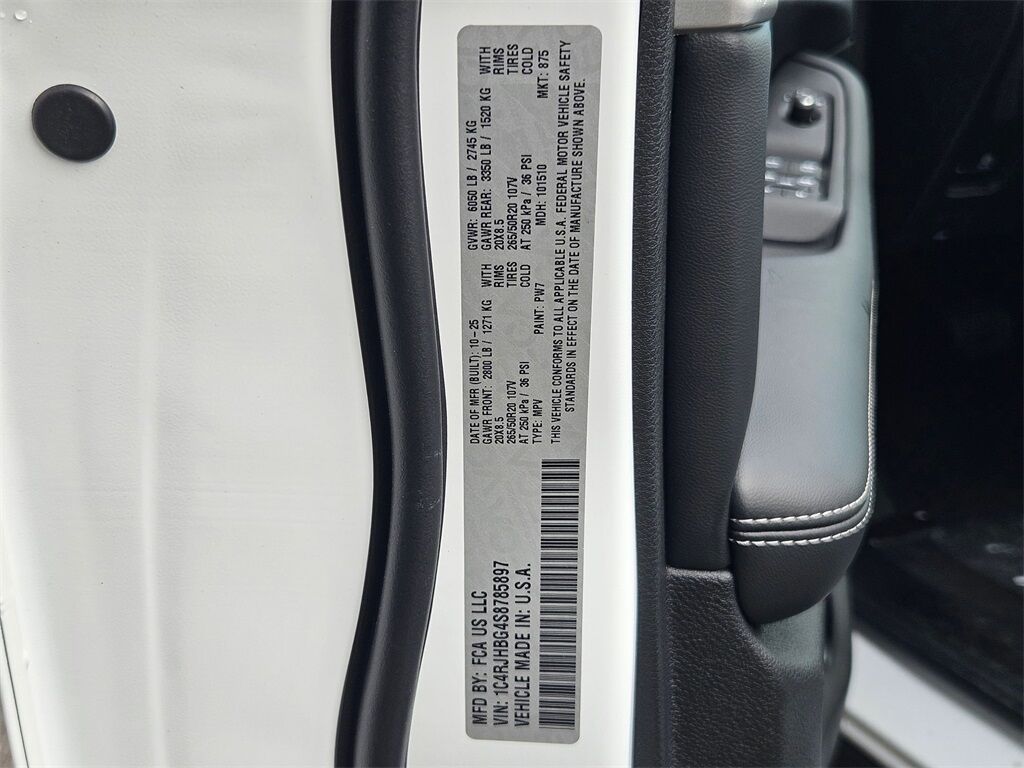 MFD BY: FCA US LLC
VIN: 1C4RJHBG4S8785897
VEHICLE MADE IN: U.S.A.
DATE OF MFR (BUILT): 10-25 GVWR: 6050 LB / 2745 KG
GAWR FRONT: 2800 LB / 1271 KG WITH GAWR REAR: 3350 LB / 1520 KG WITH
20X8.5 RIMS 20X8.5 RIMS
265/50R20 107V TIRES 265/50R20 107V TIRES
AT 250 kPa / 36 PSI COLD AT 250 kPa / 36 PSI COLD
TYPE: MPV PAINT: PW7 MDH: 101510 MKT: 875
THIS VEHICLE CONFORMS TO ALL APPLICABLE U.S.A. FEDERAL MOTOR VEHICLE SAFETY
STANDARDS IN EFFECT ON THE DATE OF MANUFACTURE SHOWN ABOVE.